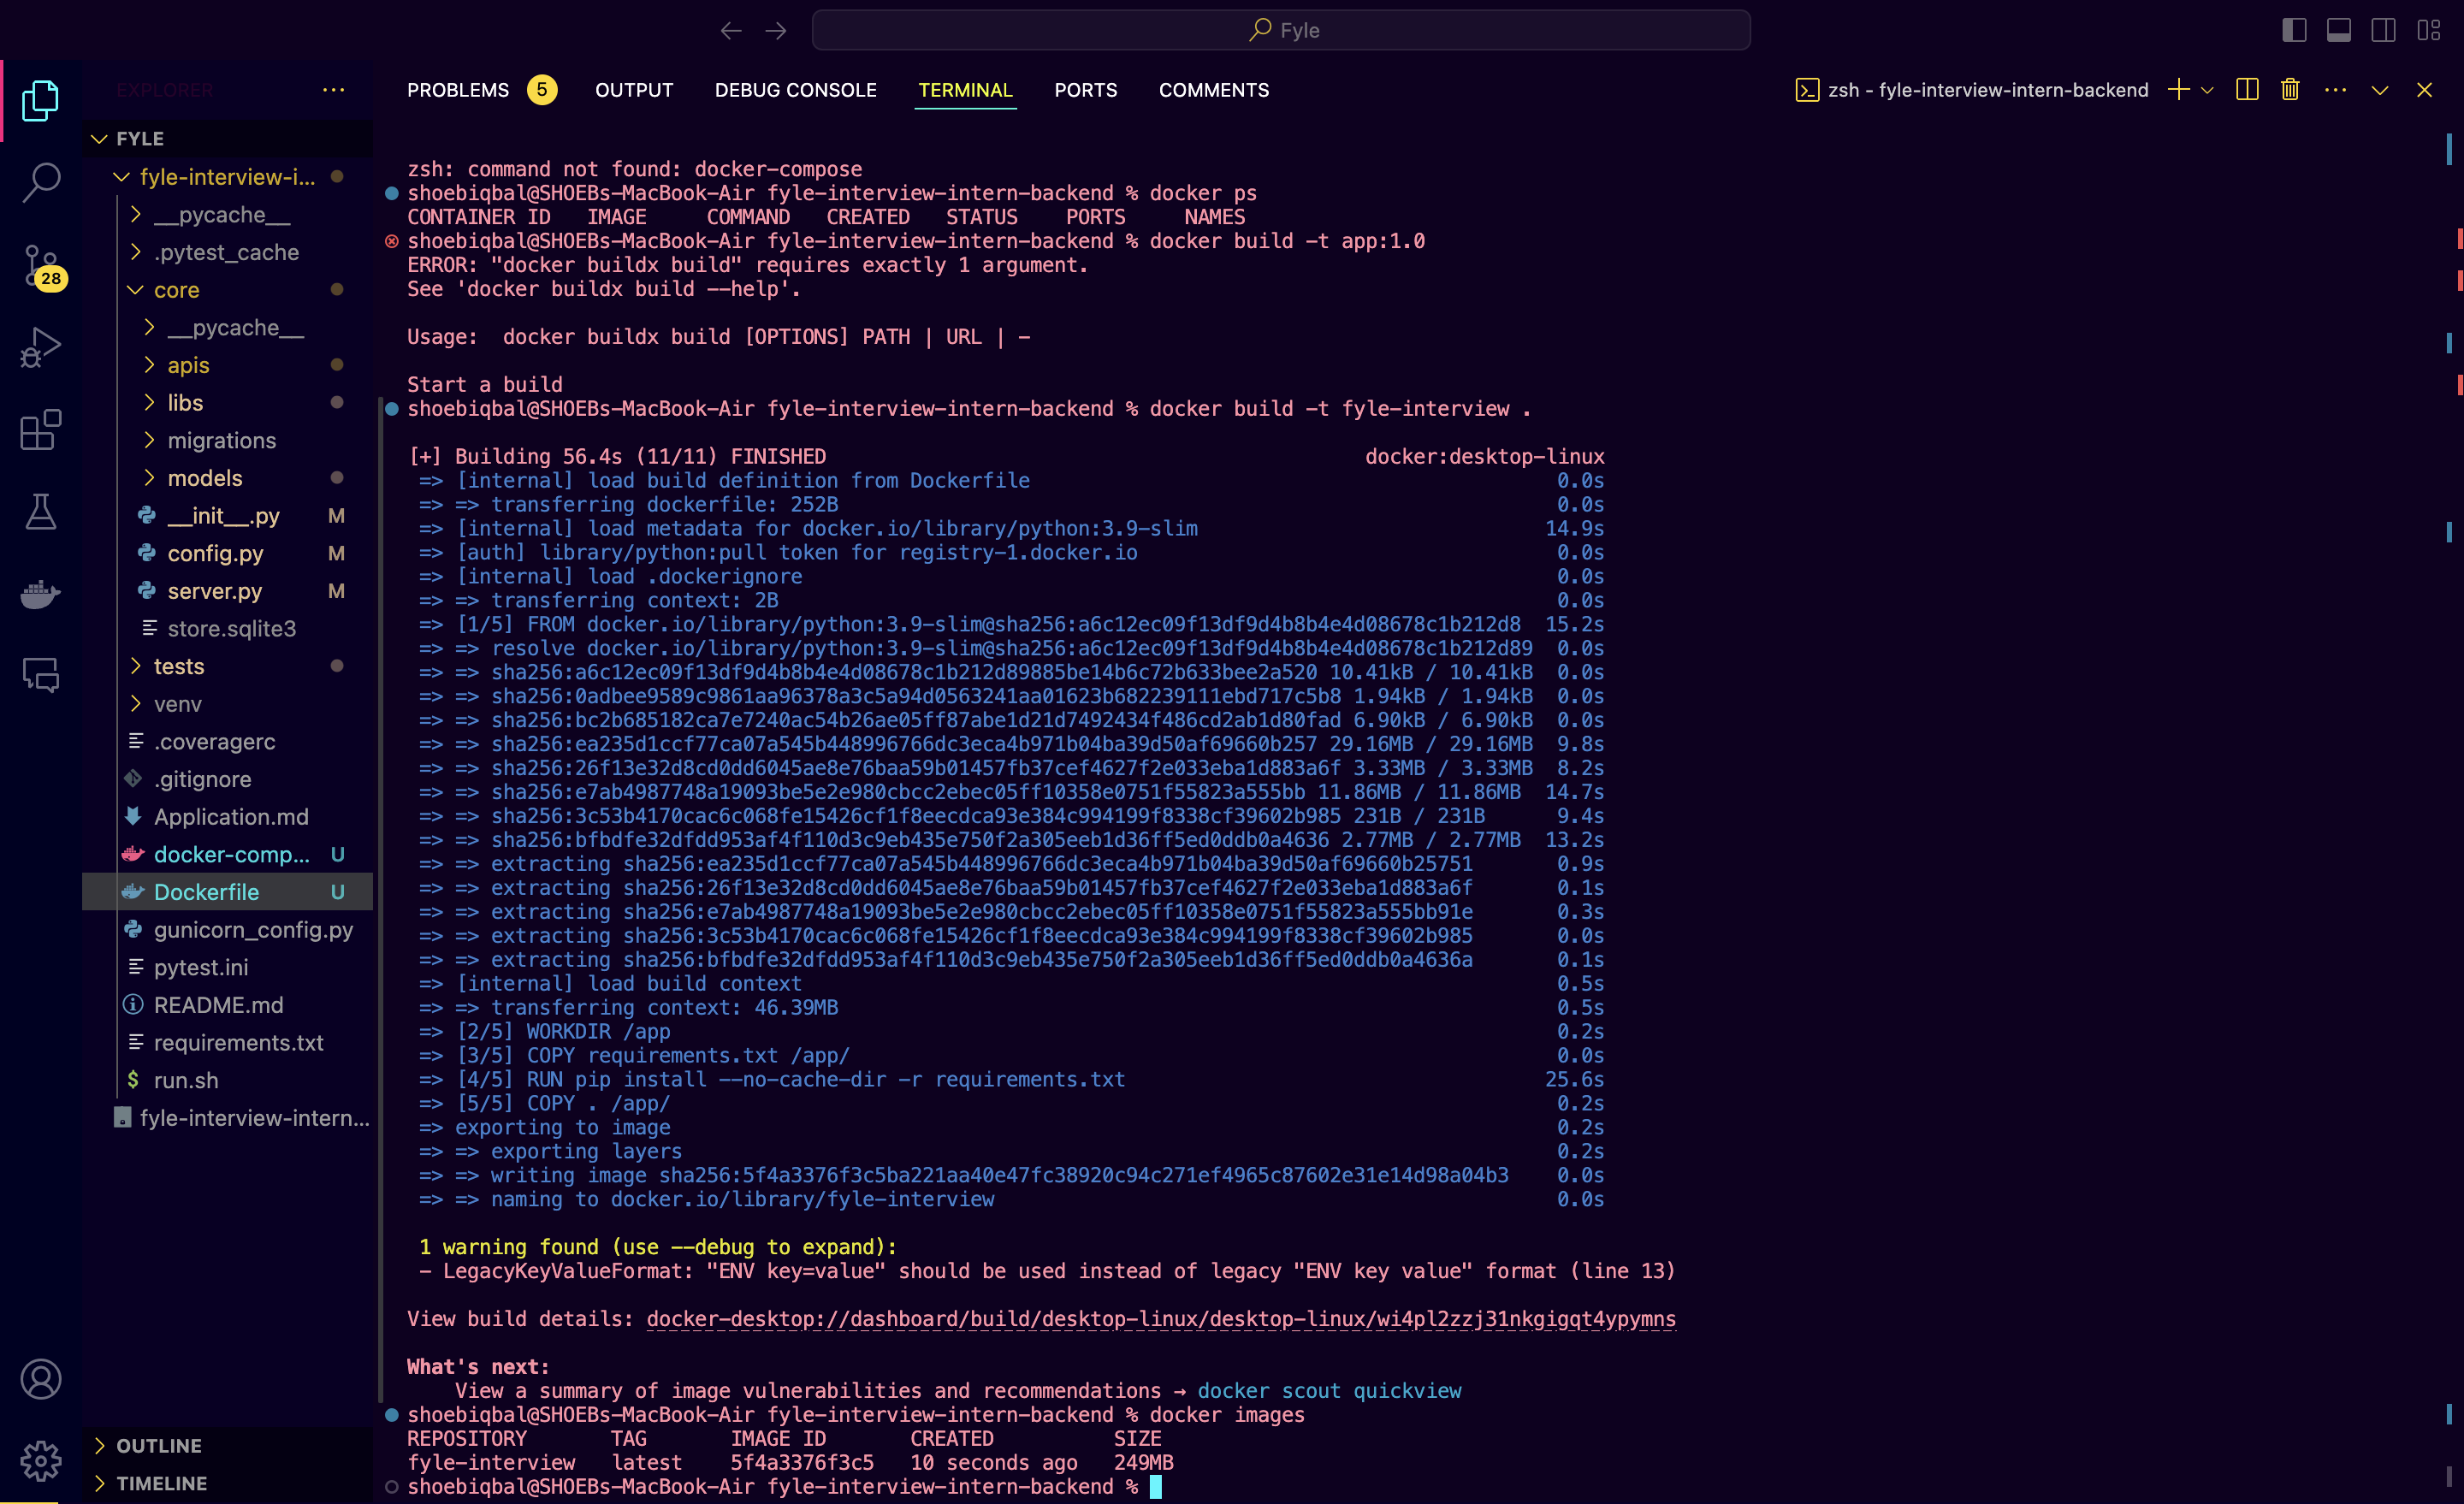 Fyle
EXPLORER
FYLE
fyle-interview-i...
__pycache__
.pytest_cache
core
__pycache__
apis
libs
migrations
models
__init__.py M
config.py M
server.py M
store.sqlite3
tests
venv
.coveragerc
.gitignore
Application.md
docker-comp... U
Dockerfile U
gunicorn_config.py
pytest.ini
README.md
requirements.txt
run.sh
fyle-interview-intern...
OUTLINE
TIMELINE
28
PROBLEMS 5 OUTPUT DEBUG CONSOLE TERMINAL PORTS COMMENTS
zsh - fyle-interview-intern-backend
zsh: command not found: docker-compose
shoebiqbal@SHOEBs-MacBook-Air fyle-interview-intern-backend % docker ps
CONTAINER ID   IMAGE     COMMAND   CREATED   STATUS    PORTS     NAMES
shoebiqbal@SHOEBs-MacBook-Air fyle-interview-intern-backend % docker build -t app:1.0
ERROR: "docker buildx build" requires exactly 1 argument.
See 'docker buildx build --help'.
Usage:  docker buildx build [OPTIONS] PATH | URL | -
Start a build
shoebiqbal@SHOEBs-MacBook-Air fyle-interview-intern-backend % docker build -t fyle-interview .
[+] Building 56.4s (11/11) FINISHED docker:desktop-linux
=> [internal] load build definition from Dockerfile 0.0s
=> => transferring dockerfile: 252B 0.0s
=> [internal] load metadata for docker.io/library/python:3.9-slim 14.9s
=> [auth] library/python:pull token for registry-1.docker.io 0.0s
=> [internal] load .dockerignore 0.0s
=> => transferring context: 2B 0.0s
=> [1/5] FROM docker.io/library/python:3.9-slim@sha256:a6c12ec09f13df9d4b8b4e4d08678c1b212d8 15.2s
=> => resolve docker.io/library/python:3.9-slim@sha256:a6c12ec09f13df9d4b8b4e4d08678c1b212d89 0.0s
=> => sha256:a6c12ec09f13df9d4b8b4e4d08678c1b212d89885be14b6c72b633bee2a520 10.41kB / 10.41kB 0.0s
=> => sha256:0adbee9589c9861aa96378a3c5a94d0563241aa01623b682239111ebd717c5b8 1.94kB / 1.94kB 0.0s
=> => sha256:bc2b685182ca7e7240ac54b26ae05ff87abe1d21d7492434f486cd2ab1d80fad 6.90kB / 6.90kB 0.0s
=> => sha256:ea235d1ccf77ca07a545b448996766dc3eca4b971b04ba39d50af69660b257 29.16MB / 29.16MB 9.8s
=> => sha256:26f13e32d8cd0dd6045ae8e76baa59b01457fb37cef4627f2e033eba1d883a6f 3.33MB / 3.33MB 8.2s
=> => sha256:e7ab4987748a19093be5e2e980cbcc2ebec05ff10358e0751f55823a555bb 11.86MB / 11.86MB 14.7s
=> => sha256:3c53b4170cac6c068fe15426cf1f8eecdca93e384c994199f8338cf39602b985 231B / 231B 9.4s
=> => sha256:bfbdfe32dfdd953af4f110d3c9eb435e750f2a305eeb1d36ff5ed0ddb0a4636 2.77MB / 2.77MB 13.2s
=> => extracting sha256:ea235d1ccf77ca07a545b448996766dc3eca4b971b04ba39d50af69660b25751 0.9s
=> => extracting sha256:26f13e32d8cd0dd6045ae8e76baa59b01457fb37cef4627f2e033eba1d883a6f 0.1s
=> => extracting sha256:e7ab4987748a19093be5e2e980cbcc2ebec05ff10358e0751f55823a555bb91e 0.3s
=> => extracting sha256:3c53b4170cac6c068fe15426cf1f8eecdca93e384c994199f8338cf39602b985 0.0s
=> => extracting sha256:bfbdfe32dfdd953af4f110d3c9eb435e750f2a305eeb1d36ff5ed0ddb0a4636a 0.1s
=> [internal] load build context 0.5s
=> => transferring context: 46.39MB 0.5s
=> [2/5] WORKDIR /app 0.2s
=> [3/5] COPY requirements.txt /app/ 0.0s
=> [4/5] RUN pip install --no-cache-dir -r requirements.txt 25.6s
=> [5/5] COPY . /app/ 0.2s
=> exporting to image 0.2s
=> => exporting layers 0.2s
=> => writing image sha256:5f4a3376f3c5ba221aa40e47fc38920c94c271ef4965c87602e31e14d98a04b3 0.0s
=> => naming to docker.io/library/fyle-interview 0.0s
1 warning found (use --debug to expand):
- LegacyKeyValueFormat: "ENV key=value" should be used instead of legacy "ENV key value" format (line 13)
View build details: docker-desktop://dashboard/build/desktop-linux/desktop-linux/wi4pl2zzj31nkgigqt4ypymns
What's next:
View a summary of image vulnerabilities and recommendations → docker scout quickview
shoebiqbal@SHOEBs-MacBook-Air fyle-interview-intern-backend % docker images
REPOSITORY       TAG       IMAGE ID       CREATED          SIZE
fyle-interview   latest    5f4a3376f3c5   10 seconds ago   249MB
shoebiqbal@SHOEBs-MacBook-Air fyle-interview-intern-backend %